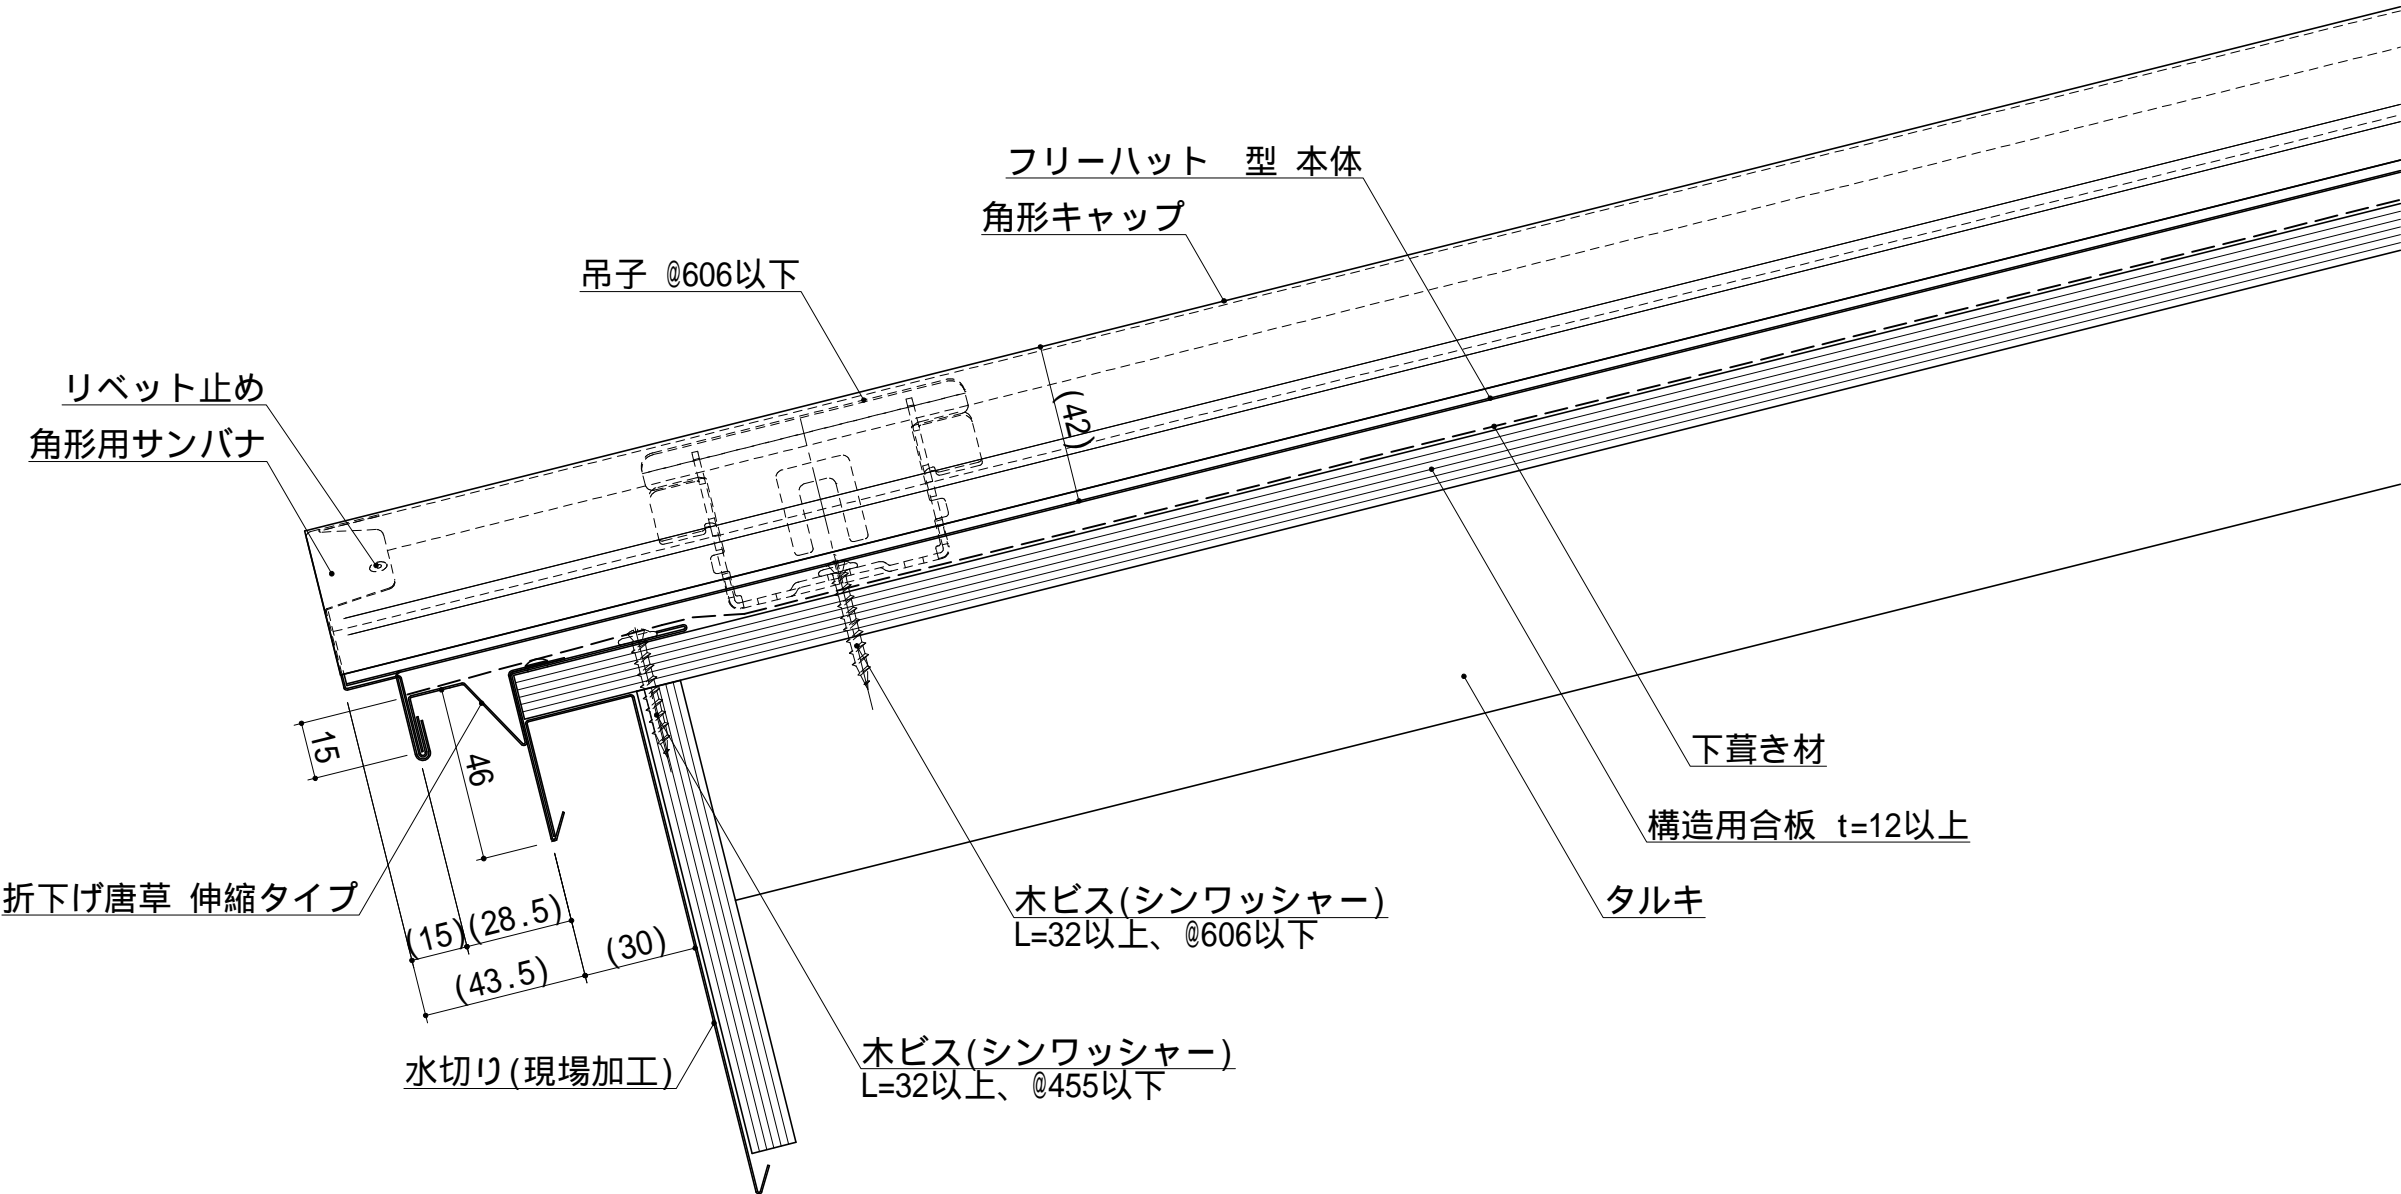 フリーハット　型 本体
角形キャップ
吊子 @606以下
リベット止め
角形用サンバナ
(42)
15
46
下葺き材
構造用合板 t=12以上
折下げ唐草 伸縮タイプ
木ビス(シンワッシャー)
L=32以上、@606以下
タルキ
(15)
(28.5)
(43.5)
(30)
木ビス(シンワッシャー)
L=32以上、@455以下
水切り(現場加工)